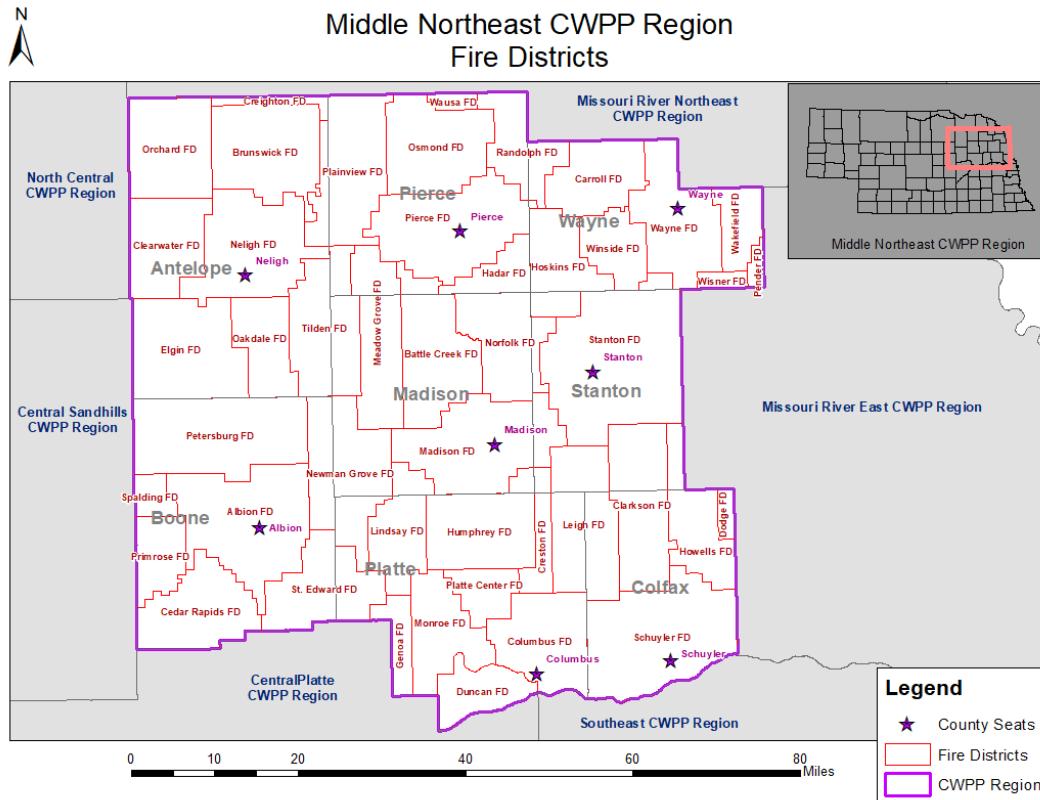 N
Middle Northeast CWPP Region
Fire Districts
Missouri River Northeast
CWPP Region
North Central
CWPP Region
Central Sandhills
CWPP Region
Missouri River East CWPP Region
CentralPlatte
CWPP Region
Southeast CWPP Region
Middle Northeast CWPP Region
Creighton FD
Wausa FD
Orchard FD
Brunswick FD
Plainview FD
Osmond FD
Randolph FD
Carroll FD
Pierce
Pierce FD
Pierce
Wayne
Wayne
Wayne FD
Wakefield FD
Clearwater FD
Neligh FD
Neligh
Antelope
Hadar FD
Hoskins FD
Winside FD
Wisner FD
Pender FD
Elgin FD
Oakdale FD
Tilden FD
Meadow Grove FD
Battle Creek FD
Norfolk FD
Stanton FD
Stanton
Stanton
Madison
Petersburg FD
Madison
Madison FD
Newman Grove FD
Spalding FD
Boone
Albion FD
Albion
Primrose FD
Cedar Rapids FD
St. Edward FD
Lindsay FD
Humphrey FD
Creston FD
Leigh FD
Clarkson FD
Dodge FD
Howells FD
Platte
Platte Center FD
Colfax
Genoa FD
Monroe FD
Columbus FD
Columbus
Schuyler FD
Schuyler
Duncan FD
Legend
County Seats
Fire Districts
CWPP Region
0 10 20 40 60 80
Miles